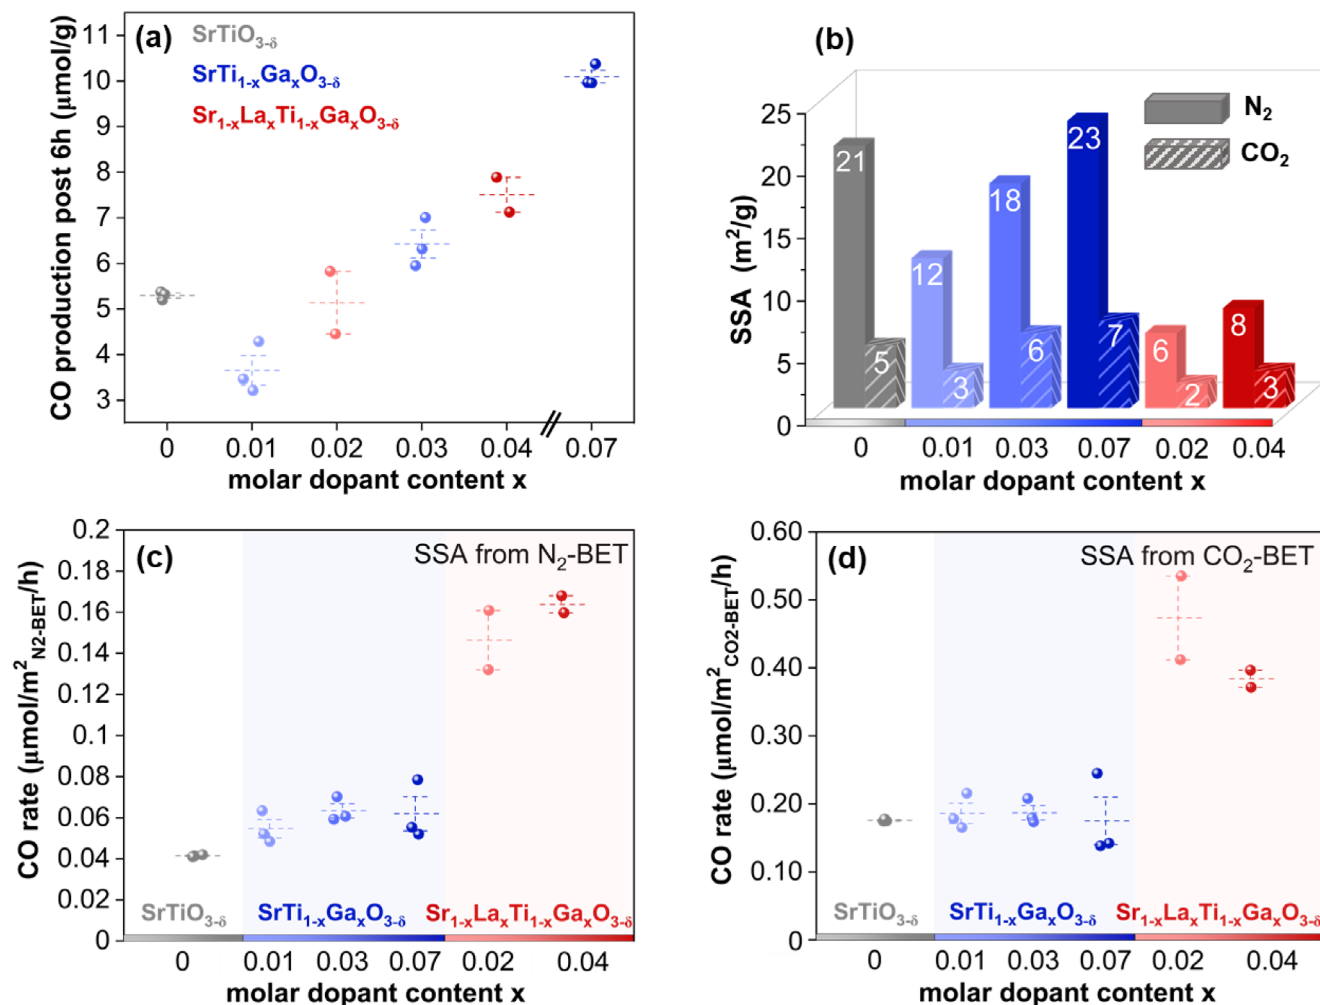 (a)
SrTiO3-δ
SrTi1-xGaxO3-δ
Sr1-xLaxTi1-xGaxO3-δ
CO production post 6h (μmol/g)
11
10
9
8
7
6
5
4
3
0 0.01 0.02 0.03 0.04 0.07
molar dopant content x
(b)
N2
CO2
SSA (m²/g)
25
20
15
10
5
0
21 5 12 3 18 6 23 7 6 2 8 3
0 0.01 0.03 0.07 0.02 0.04
molar dopant content x
(c)
SSA from N2-BET
CO rate (μmol/m²N2-BET/h)
0.2
0.18
0.16
0.14
0.12
0.1
0.08
0.06
0.04
0.02
0
SrTiO3-δ SrTi1-xGaxO3-δ Sr1-xLaxTi1-xGaxO3-δ
0 0.01 0.03 0.07 0.02 0.04
molar dopant content x
(d)
SSA from CO2-BET
CO rate (μmol/m²CO2-BET/h)
0.60
0.50
0.40
0.30
0.20
0.10
0
SrTiO3-δ SrTi1-xGaxO3-δ Sr1-xLaxTi1-xGaxO3-δ
0 0.01 0.03 0.07 0.02 0.04
molar dopant content x